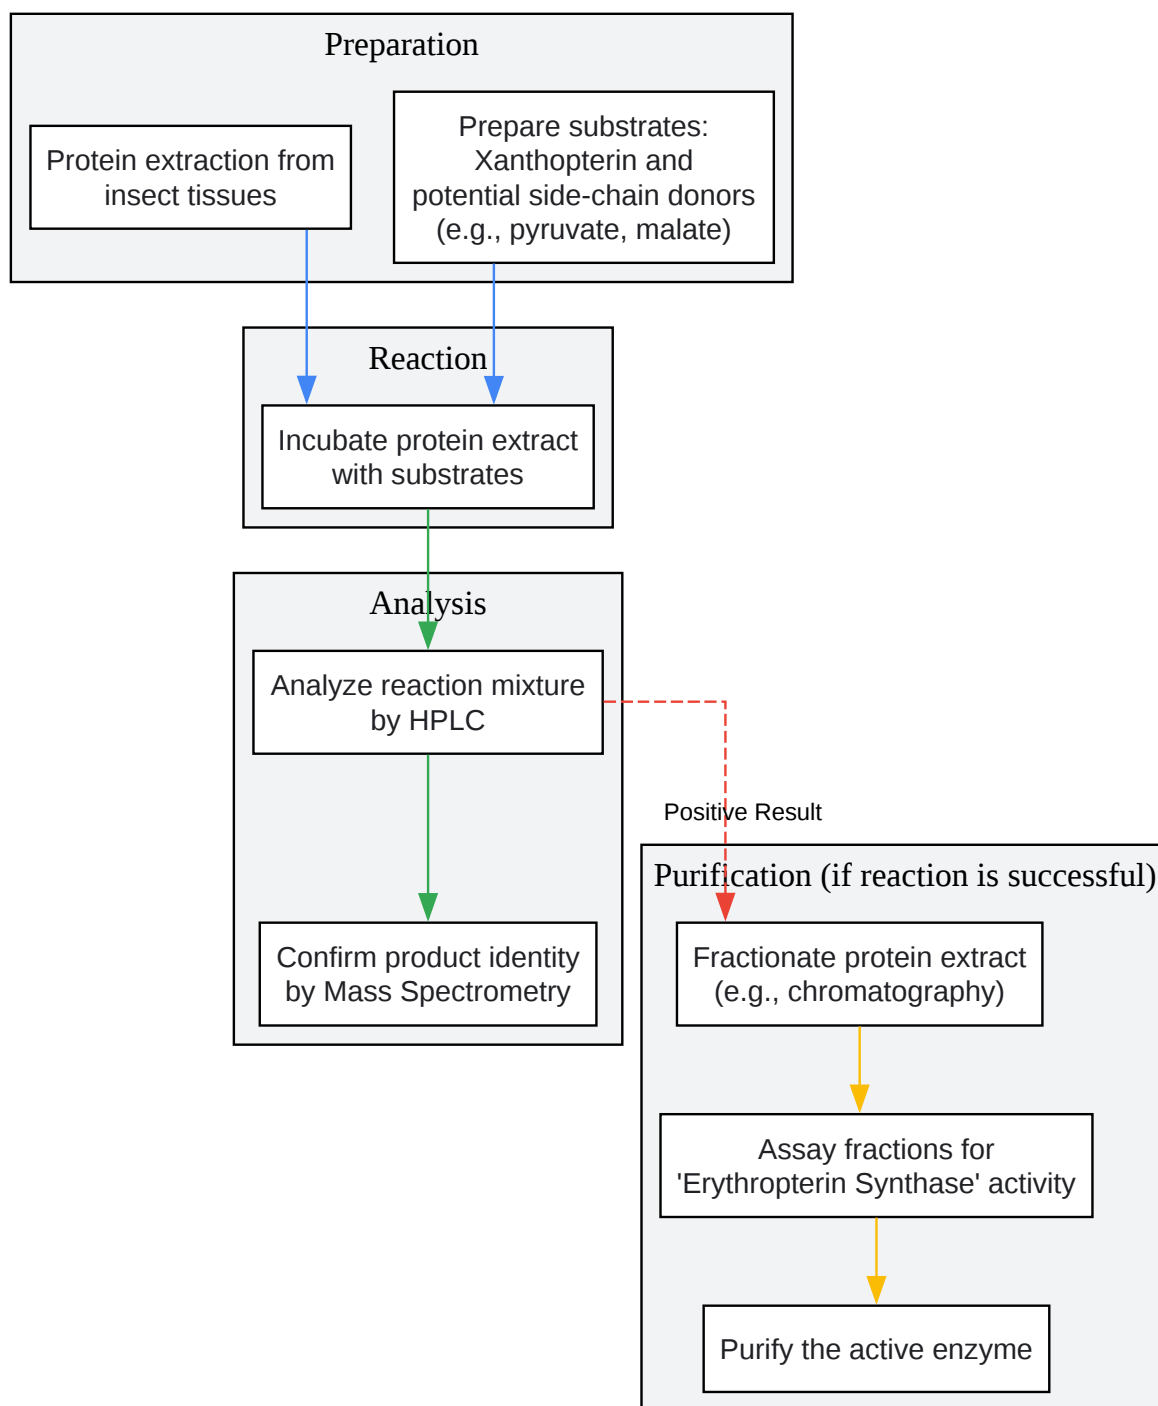 Preparation
Protein extraction from
insect tissues
Prepare substrates:
Xanthopterin and
potential side-chain donors
(e.g., pyruvate, malate)
Reaction
Incubate protein extract
with substrates
Analysis
Analyze reaction mixture
by HPLC
Positive Result
Purification (if reaction is successful)
Confirm product identity
by Mass Spectrometry
Fractionate protein extract
(e.g., chromatography)
Assay fractions for
'Erythropterin Synthase' activity
Purify the active enzyme